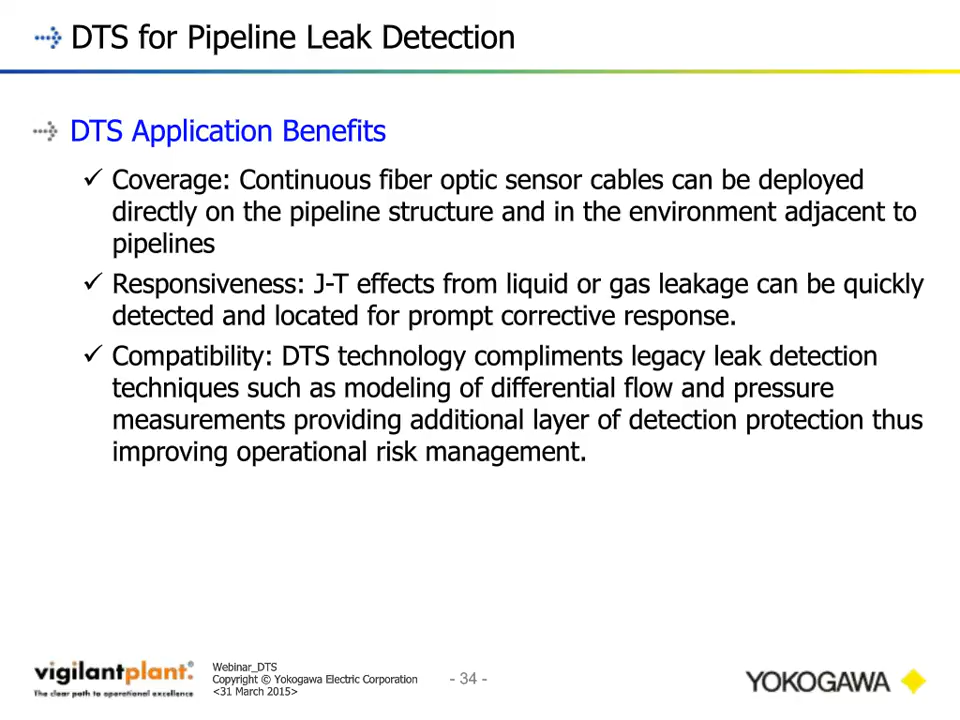 DTS for Pipeline Leak Detection
DTS Application Benefits
✓ Coverage: Continuous fiber optic sensor cables can be deployed
directly on the pipeline structure and in the environment adjacent to
pipelines
✓ Responsiveness: J-T effects from liquid or gas leakage can be quickly
detected and located for prompt corrective response.
✓ Compatibility: DTS technology compliments legacy leak detection
techniques such as modeling of differential flow and pressure
measurements providing additional layer of detection protection thus
improving operational risk management.
vigilantplant.®
The clear path to operational excellence
Webinar_DTS
Copyright © Yokogawa Electric Corporation
<31 March 2015>
- 34 -
YOKOGAWA